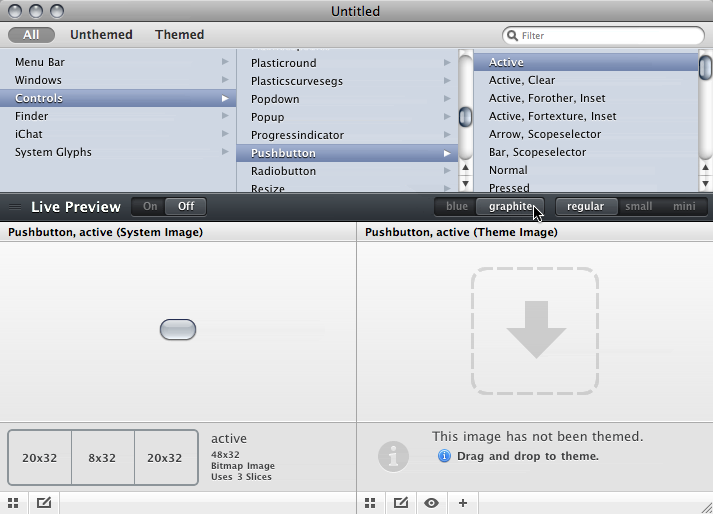 Untitled
All Unthemed Themed Filter
Menu Bar
Windows
Controls
Finder
iChat
System Glyphs
Plasticround
Plasticscurvesegs
Popdown
Popup
Progressindicator
Pushbutton
Radiobutton
Resize
Active
Active, Clear
Active, Forother, Inset
Active, Fortexture, Inset
Arrow, Scopeselector
Bar, Scopeselector
Normal
Pressed
Live Preview On Off blue graphite regular small mini
Pushbutton, active (System Image)
Pushbutton, active (Theme Image)
20x32 8x32 20x32
active
48x32
Bitmap Image
Uses 3 Slices
This image has not been themed.
Drag and drop to theme.